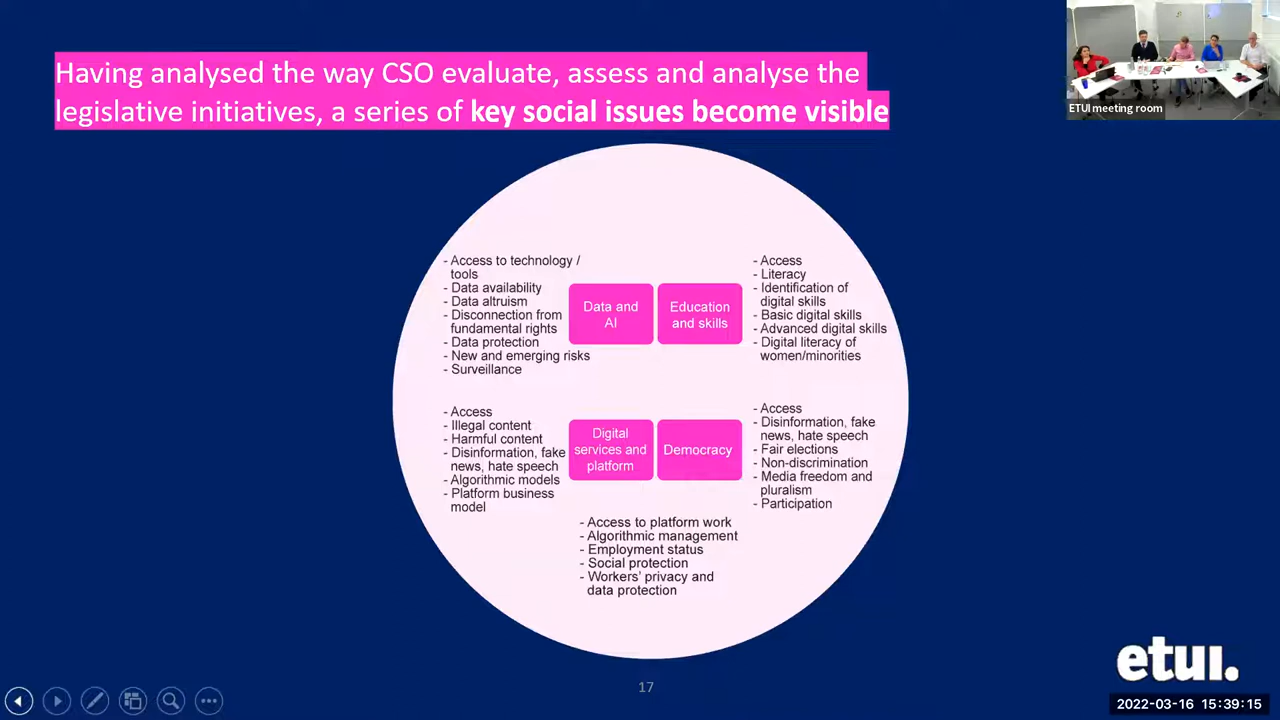 Having analysed the way CSO evaluate, assess and analyse the
legislative initiatives, a series of key social issues become visible
ETUI meeting room
- Access to technology /
tools
- Data availability
- Data altruism
- Disconnection from
fundamental rights
- Data protection
- New and emerging risks
- Surveillance
Data and
AI
Education
and skills
- Access
- Literacy
- Identification of
digital skills
- Basic digital skills
- Advanced digital skills
- Digital literacy of
women/minorities
- Access
- Illegal content
- Harmful content
- Disinformation, fake
news, hate speech
- Algorithmic models
- Platform business
model
Digital
services and
platform
Democracy
- Access
- Disinformation, fake
news, hate speech
- Fair elections
- Non-discrimination
- Media freedom and
pluralism
- Participation
- Access to platform work
- Algorithmic management
- Employment status
- Social protection
- Workers' privacy and
data protection
etui.
17
2022-03-16 15:39:15